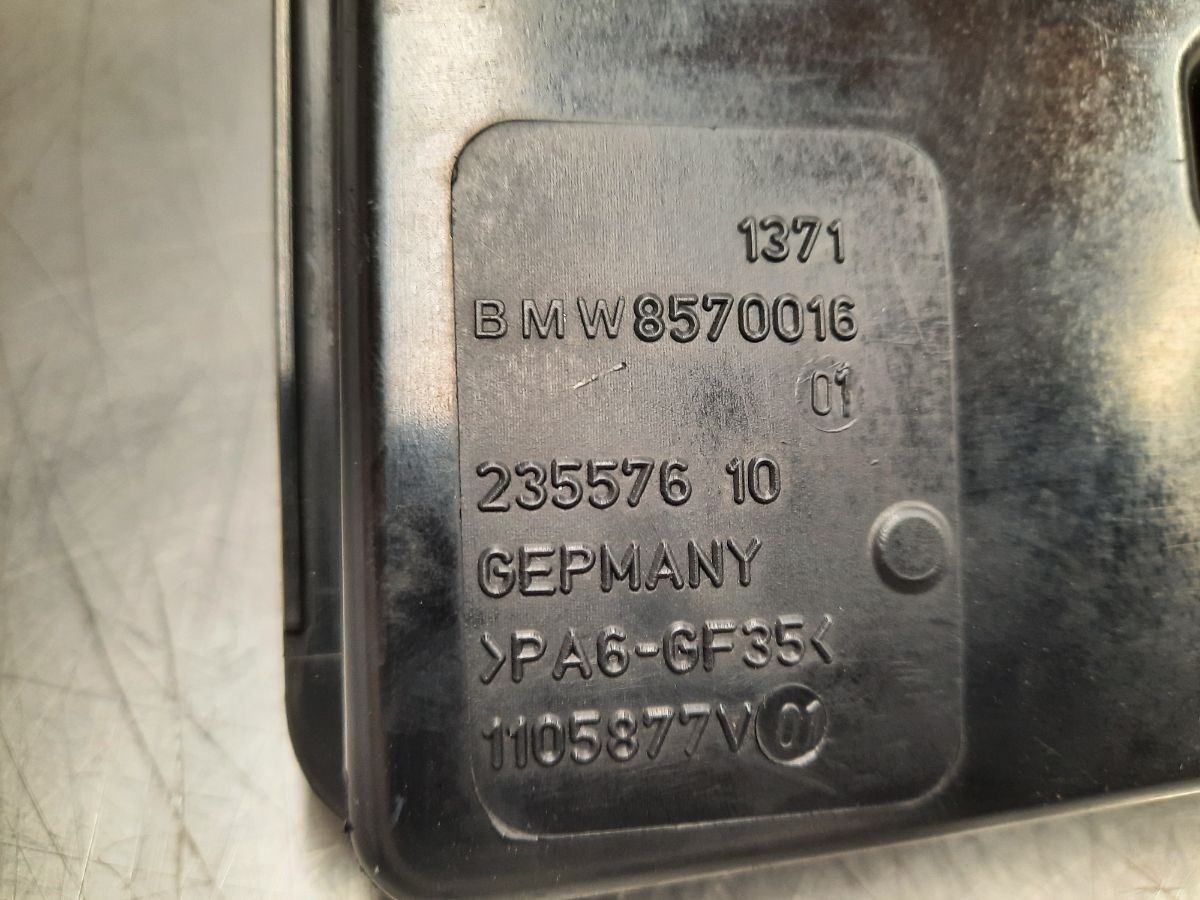 1371
BMW8570016
01
235576 10
GEPMANY
>PA6-GF35<
1105877V01